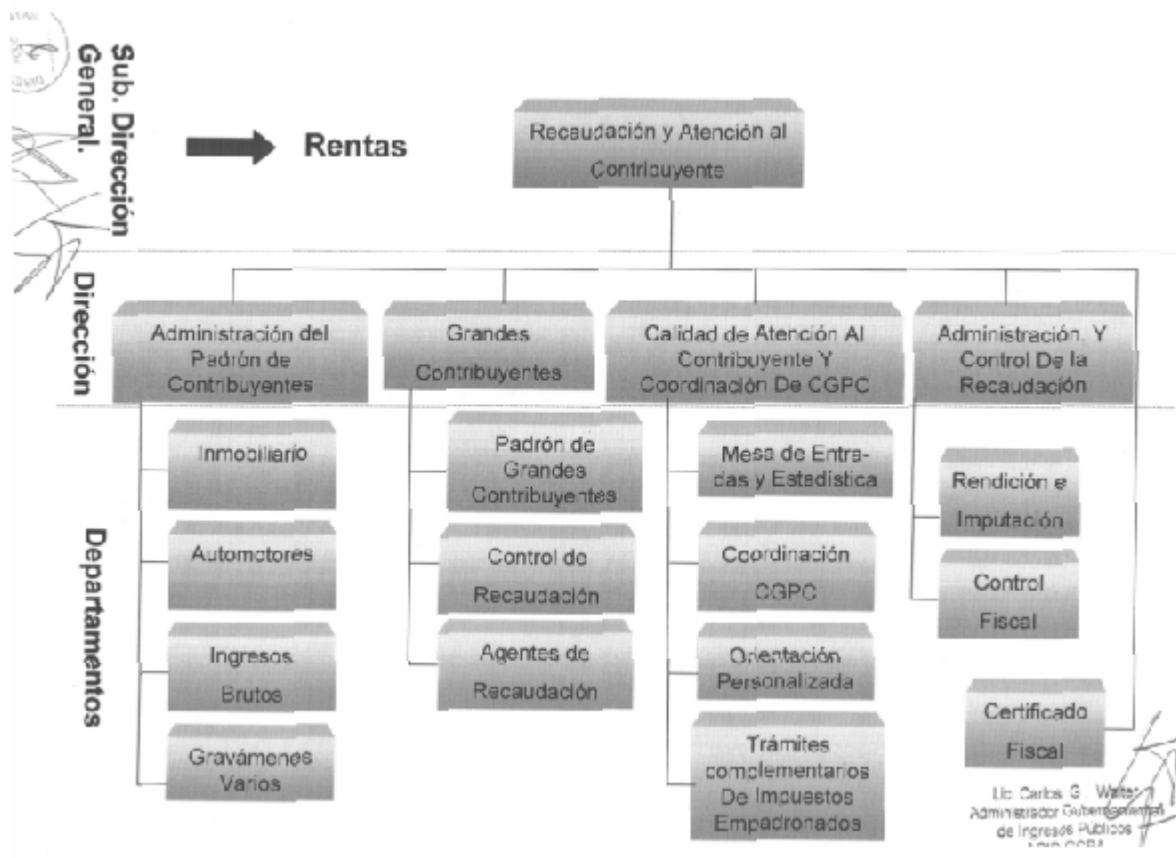 Sub. Dirección
General.
Rentas
Recaudación y Atención al
Contribuyente
Dirección
Administración del
Padrón de
Contribuyentes
Grandes
Contribuyentes
Calidad de Atención Al
Contribuyente Y
Coordinación De CGPC
Administración. Y
Control De la
Recaudación
Departamentos
Inmobiliario
Automotores
Ingresos
Brutos
Gravámenes
Varios
Padrón de
Grandes
Contribuyentes
Control de
Recaudación
Agentes de
Recaudación
Mesa de Entra-
das y Estadística
Coordinación
CGPC
Orientación
Personalizada
Trámites
complementarios
De Impuestos
Empadronados
Rendición e
Imputación
Control
Fiscal
Certificado
Fiscal
Lic. Carlos G. Walter
Administrador Gubernamental
de Ingresos Públicos